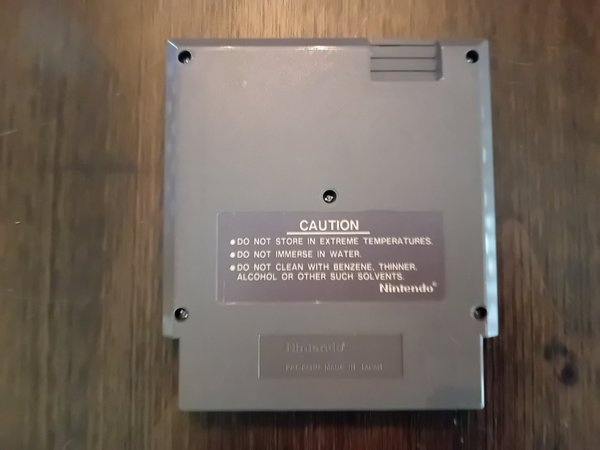 CAUTION
•DO NOT STORE IN EXTREME TEMPERATURES.
•DO NOT IMMERSE IN WATER.
•DO NOT CLEAN WITH BENZENE, THINNER,
ALCOHOL OR OTHER SUCH SOLVENTS.
Nintendo®
Nintendo®
MADE IN JAPAN